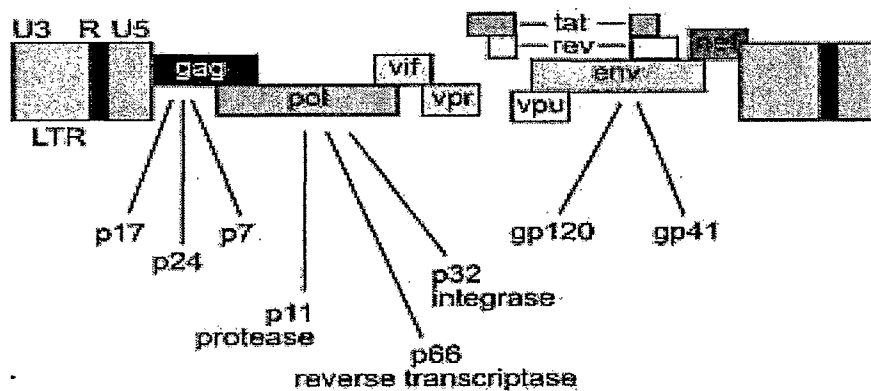 U3 R U5
tat
rev
nef
gag
vif
env
pol
vpr
vpu
LTR
p17
p24
p7
gp120
gp41
p11
protease
p32
integrase
p66
reverse transcriptase